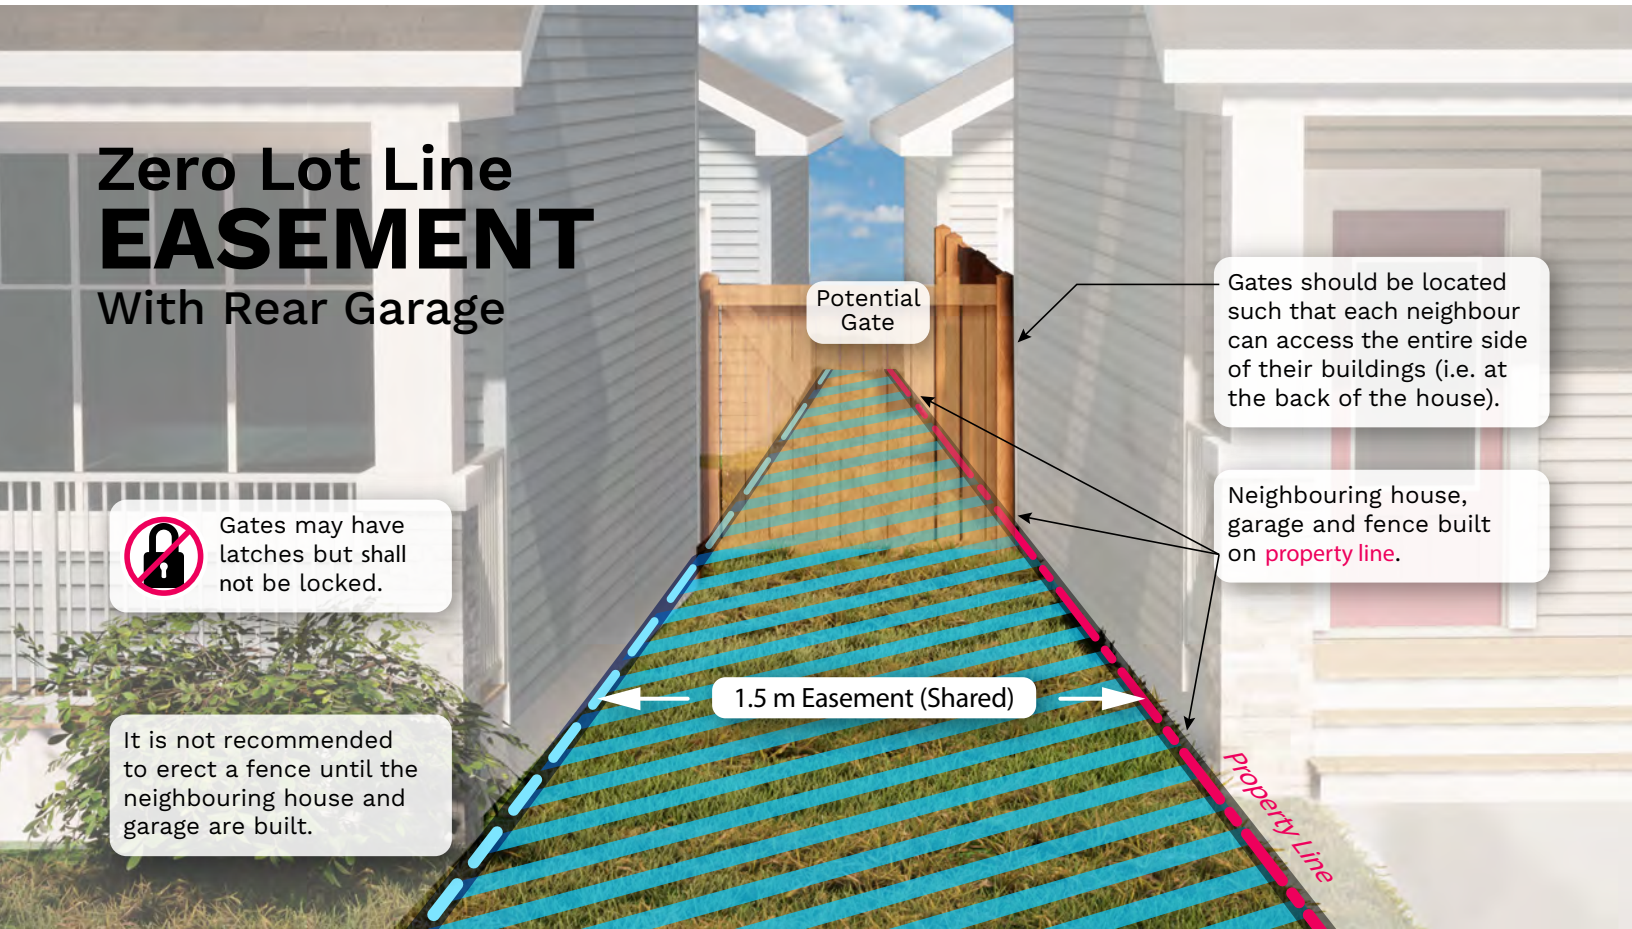 Zero Lot Line
EASEMENT
With Rear Garage
Potential
Gate
Gates should be located
such that each neighbour
can access the entire side
of their buildings (i.e. at
the back of the house).
Neighbouring house,
garage and fence built
on property line.
Gates may have
latches but shall
not be locked.
1.5 m Easement (Shared)
It is not recommended
to erect a fence until the
neighbouring house and
garage are built.
Property Line